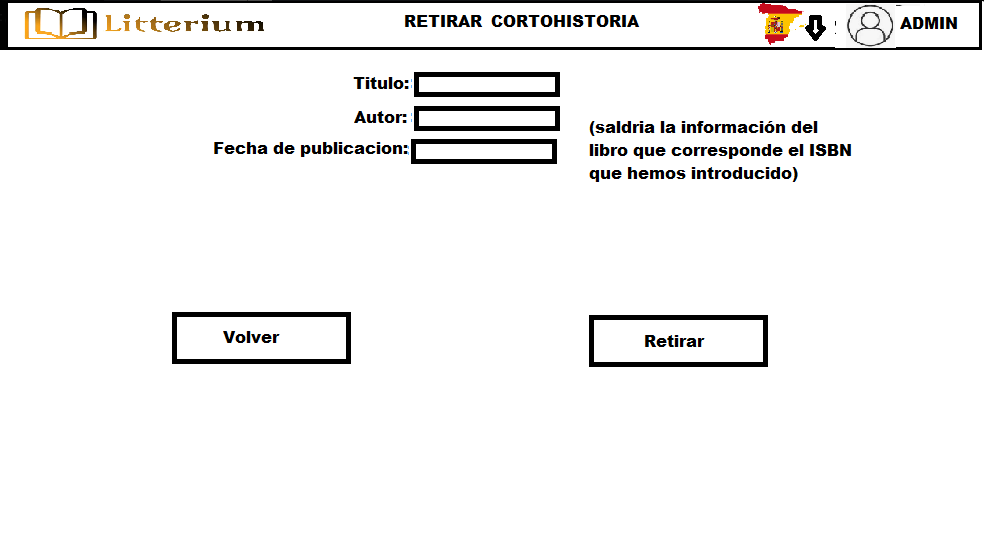 Litterium
RETIRAR CORTOHISTORIA
ADMIN
Titulo:
Autor:
Fecha de publicacion:
(saldria la información del
libro que corresponde el ISBN
que hemos introducido)
Volver
Retirar